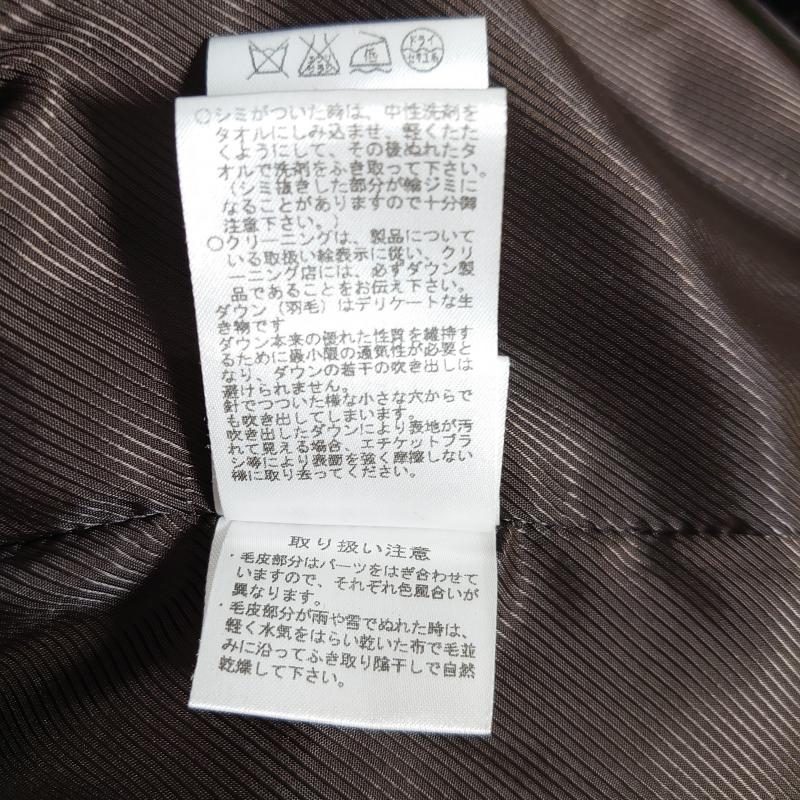 エンソ サラシ
低
ドライ
セキユ系
○シミがついた時は、中性洗剤を
タオルにしみ込ませ、軽くたた
くようにして、その後ぬれたタ
オルで洗剤をふき取って下さい。
(シミ抜きした部分が輪ジミに
なることがありますので十分御
注意下さい。)
○クリーニングは、製品について
いる取扱い絵表示に従い、クリ
ーニング店には、必ずダウン製
品であることをお伝え下さい。
ダウン(羽毛)はデリケートな生
き物です
ダウン本来の優れた性質を維持す
るために最小限の通気性が必要と
なり、ダウンの若干の吹き出しは
避けられません。
針でつついた様な小さな穴からで
も吹き出してしまいます。
吹き出したダウンにより表地が汚
れて見える場合、エチケットブラ
シ等により表面を強く摩擦しない
様に取り去ってください。
取り扱い注意
・毛皮部分はパーツをはぎ合わせて
いますので、それぞれ色風合いが
異なります。
・毛皮部分が雨や雪でぬれた時は、
軽く水気をはらい乾いた布で毛並
みに沿ってふき取り陰干しで自然
乾燥して下さい。